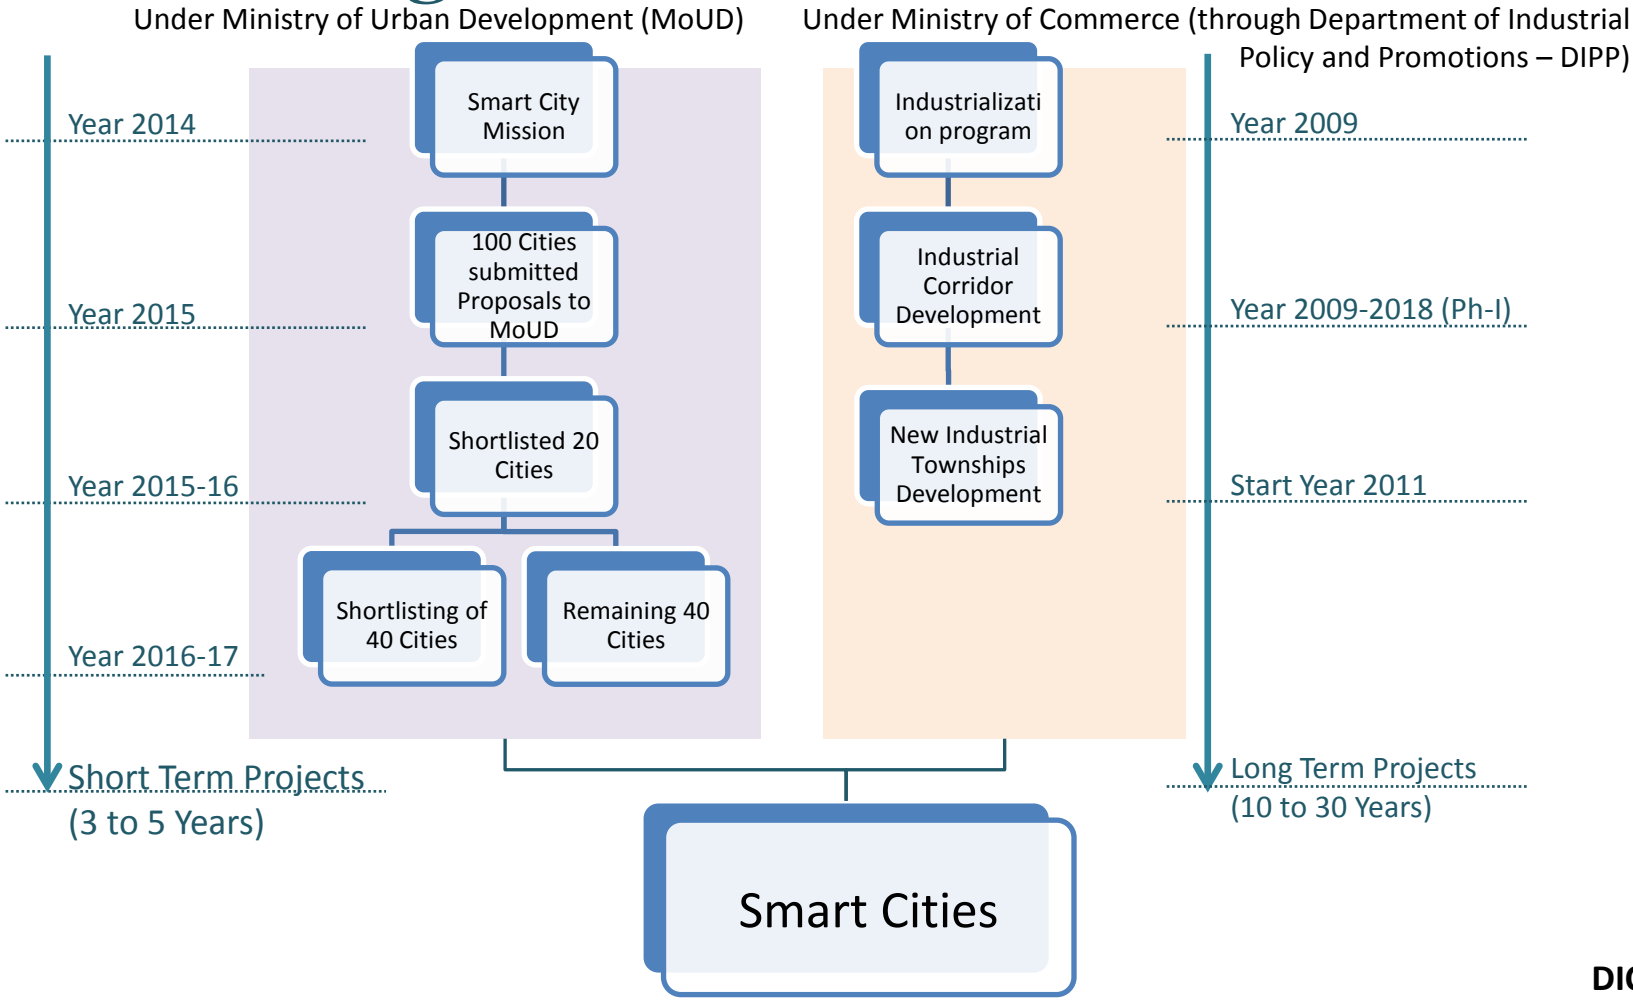 Under Ministry of Urban Development (MoUD)
Under Ministry of Commerce (through Department of Industrial
Policy and Promotions – DIPP)
Year 2014
Smart City
Mission
100 Cities
submitted
Proposals to
MoUD
Year 2015
Shortlisted 20
Cities
Year 2015-16
Shortlisting of
40 Cities
Remaining 40
Cities
Year 2016-17
Short Term Projects
(3 to 5 Years)
Industrializati
on program
Year 2009
Industrial
Corridor
Development
Year 2009-2018 (Ph-I)
New Industrial
Townships
Development
Start Year 2011
Long Term Projects
(10 to 30 Years)
Smart Cities